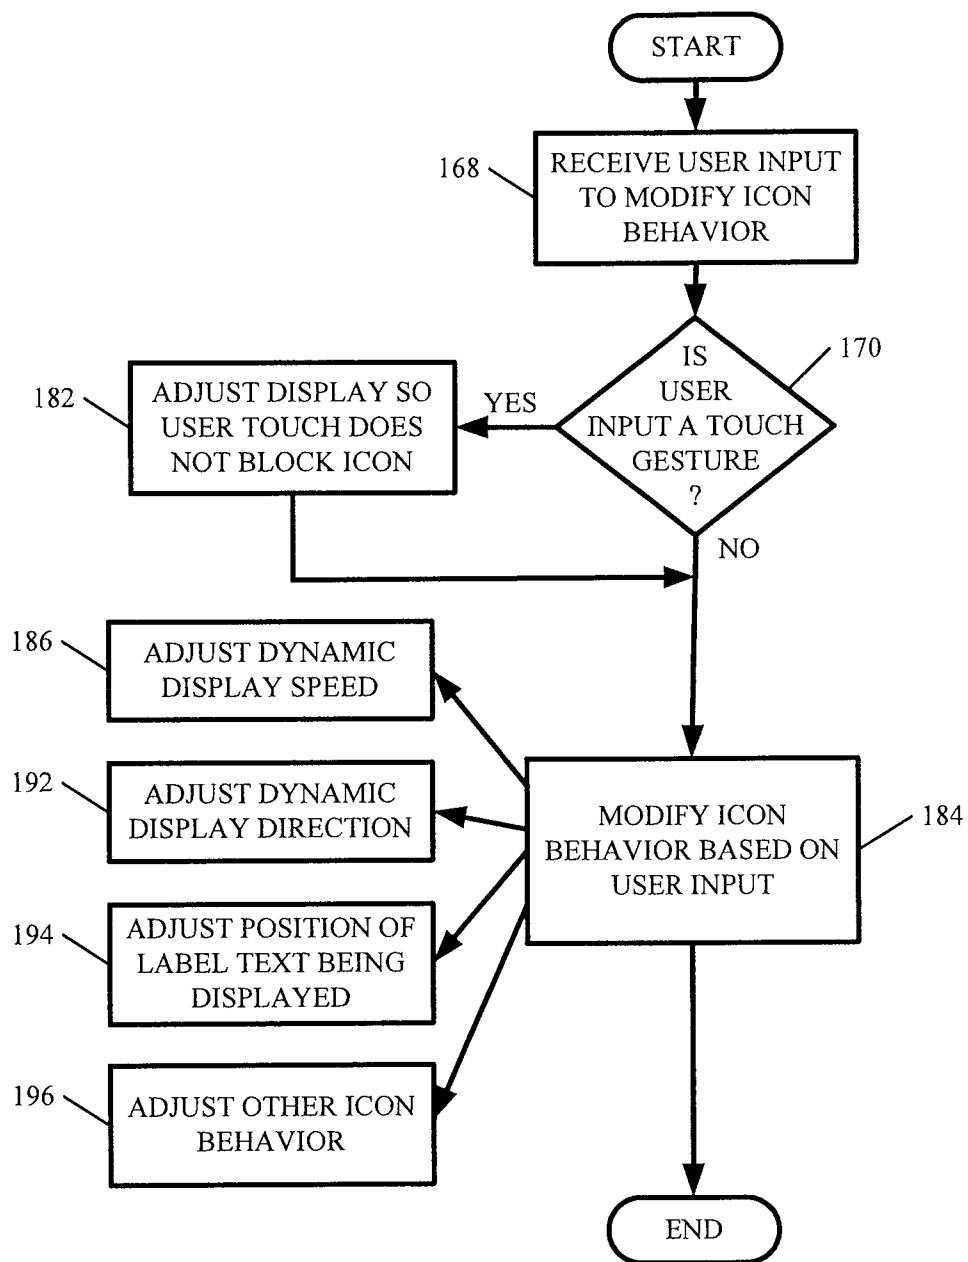 START
168
RECEIVE USER INPUT
TO MODIFY ICON
BEHAVIOR
170
IS
USER
INPUT A TOUCH
GESTURE
?
YES
182
ADJUST DISPLAY SO
USER TOUCH DOES
NOT BLOCK ICON
NO
186
ADJUST DYNAMIC
DISPLAY SPEED
192
ADJUST DYNAMIC
DISPLAY DIRECTION
184
MODIFY ICON
BEHAVIOR BASED ON
USER INPUT
194
ADJUST POSITION OF
LABEL TEXT BEING
DISPLAYED
196
ADJUST OTHER ICON
BEHAVIOR
END